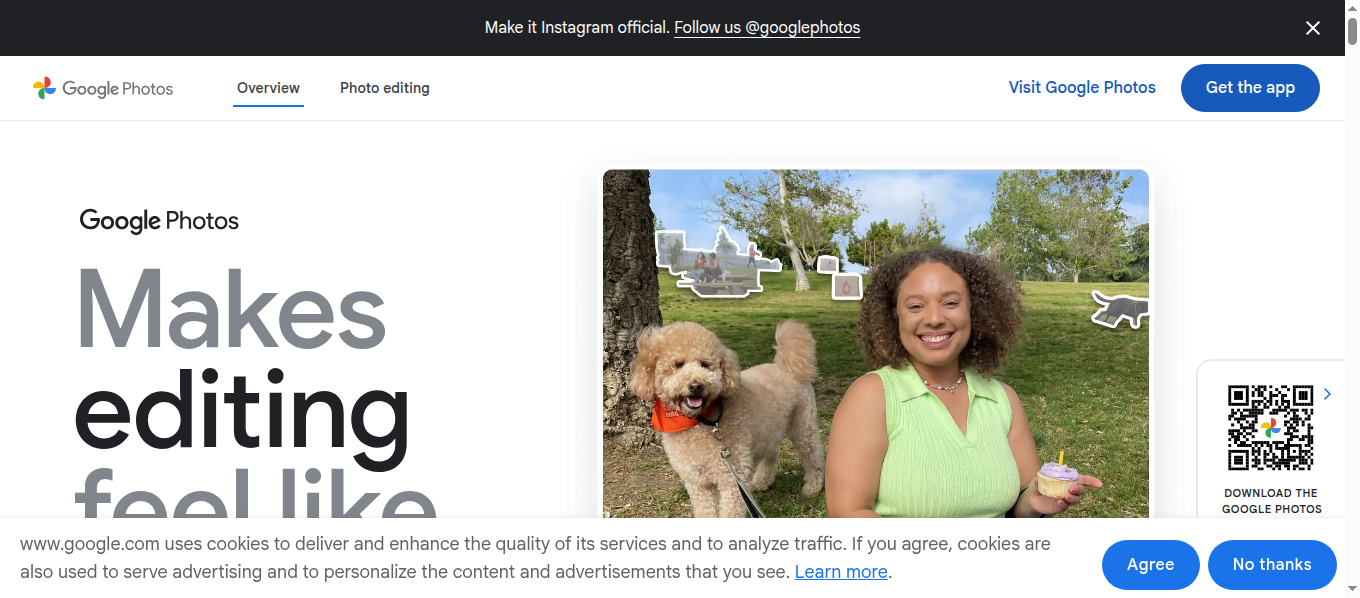 Make it Instagram official. Follow us @googlephotos
Google Photos
Overview
Photo editing
Visit Google Photos
Get the app
Google Photos
Makes
editing
feel like
DOWNLOAD THE
GOOGLE PHOTOS
www.google.com uses cookies to deliver and enhance the quality of its services and to analyze traffic. If you agree, cookies are
also used to serve advertising and to personalize the content and advertisements that you see. Learn more.
Agree
No thanks